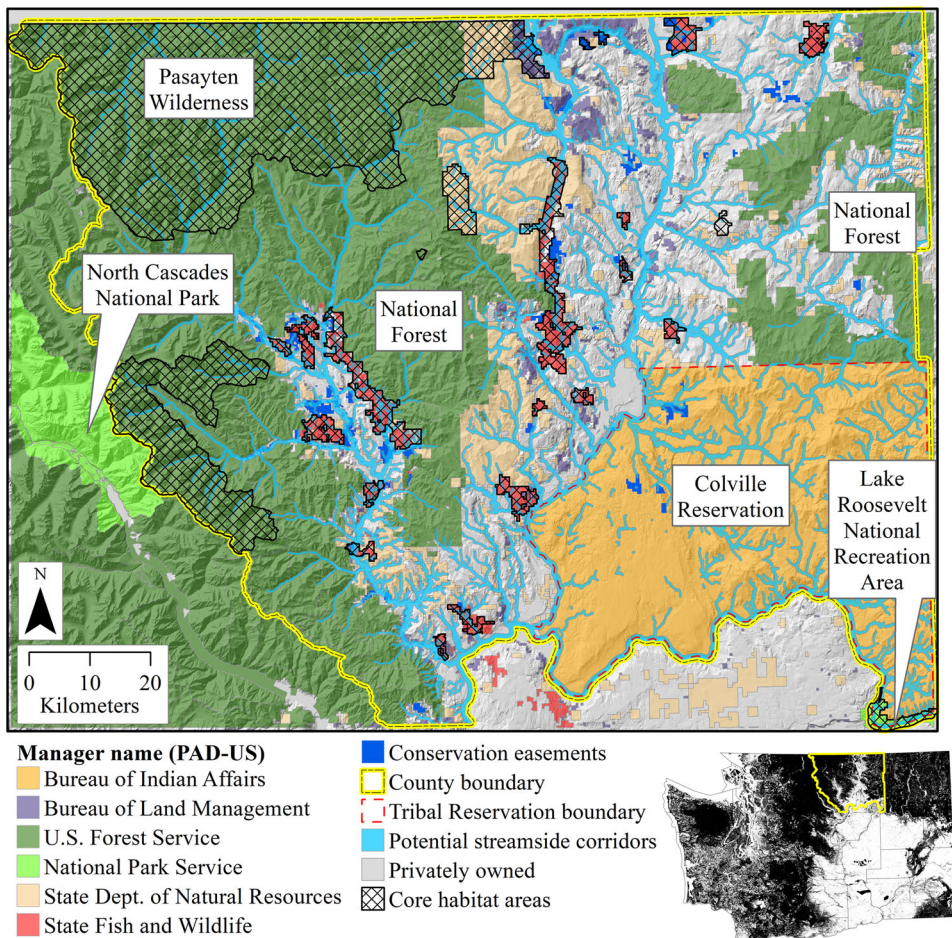 Pasayten
Wilderness
National
Forest
North Cascades
National Park
National
Forest
Colville
Reservation
Lake
Roosevelt
National
Recreation
Area
N
0 10 20
Kilometers
Manager name (PAD-US)
Bureau of Indian Affairs
Bureau of Land Management
U.S. Forest Service
National Park Service
State Dept. of Natural Resources
State Fish and Wildlife
Conservation easements
County boundary
Tribal Reservation boundary
Potential streamside corridors
Privately owned
Core habitat areas